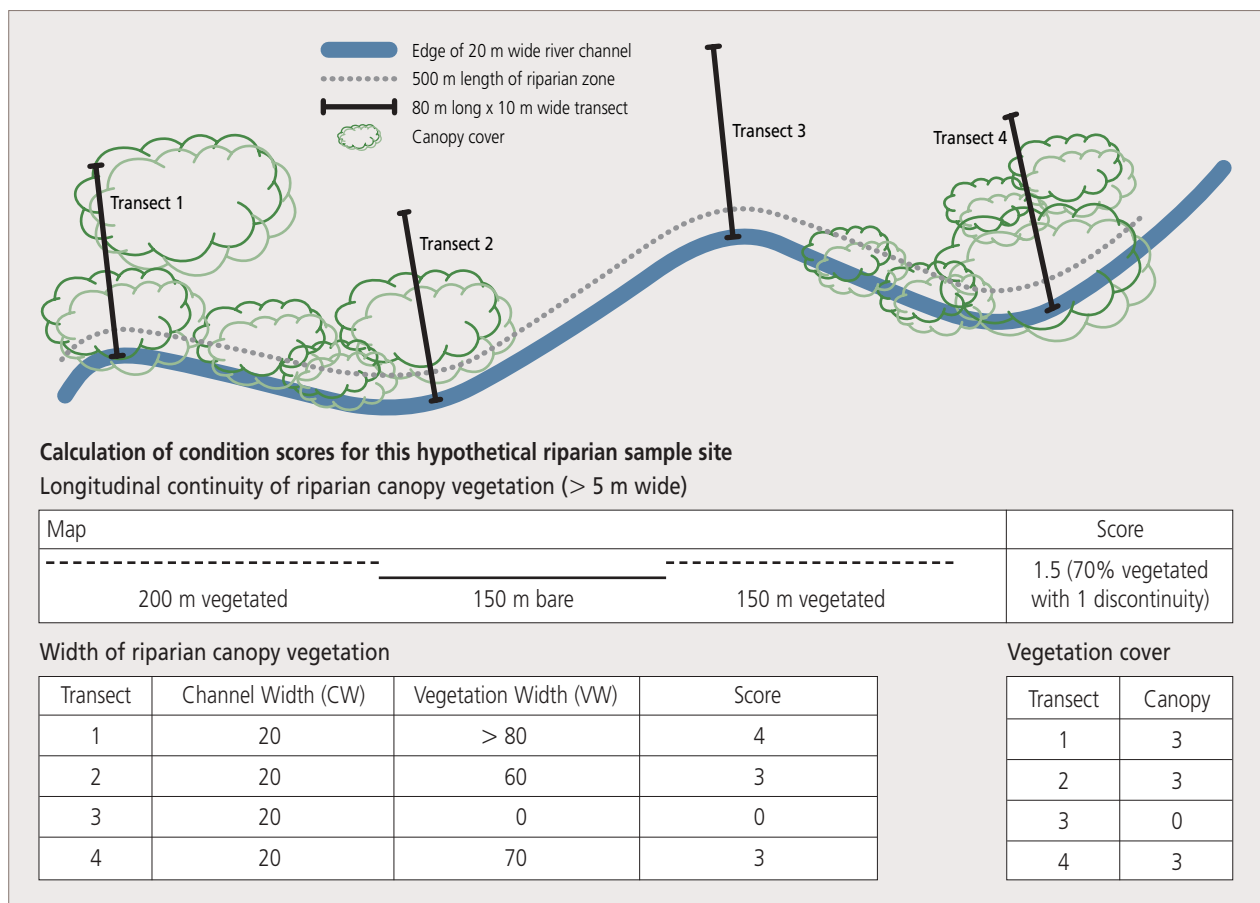 Edge of 20 m wide river channel
500 m length of riparian zone
80 m long x 10 m wide transect
Canopy cover
Transect 1
Transect 2
Transect 3
Transect 4
Calculation of condition scores for this hypothetical riparian sample site
Longitudinal continuity of riparian canopy vegetation (> 5 m wide)
Map Score
200 m vegetated 150 m bare 150 m vegetated
1.5 (70% vegetated
with 1 discontinuity)
Width of riparian canopy vegetation
Transect Channel Width (CW) Vegetation Width (VW) Score
1 20 > 80 4
2 20 60 3
3 20 0 0
4 20 70 3
Vegetation cover
Transect Canopy
1 3
2 3
3 0
4 3